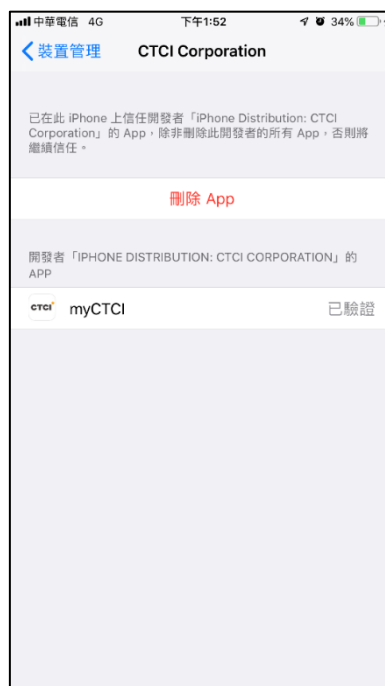 中華電信 4G 下午1:52 34%
裝置管理 CTCI Corporation
已在此 iPhone 上信任開發者「iPhone Distribution: CTCI
Corporation」的 App，除非刪除此開發者的所有 App，否則將
繼續信任。
刪除 App
開發者「IPHONE DISTRIBUTION: CTCI CORPORATION」的
APP
CTCI myCTCI 已驗證